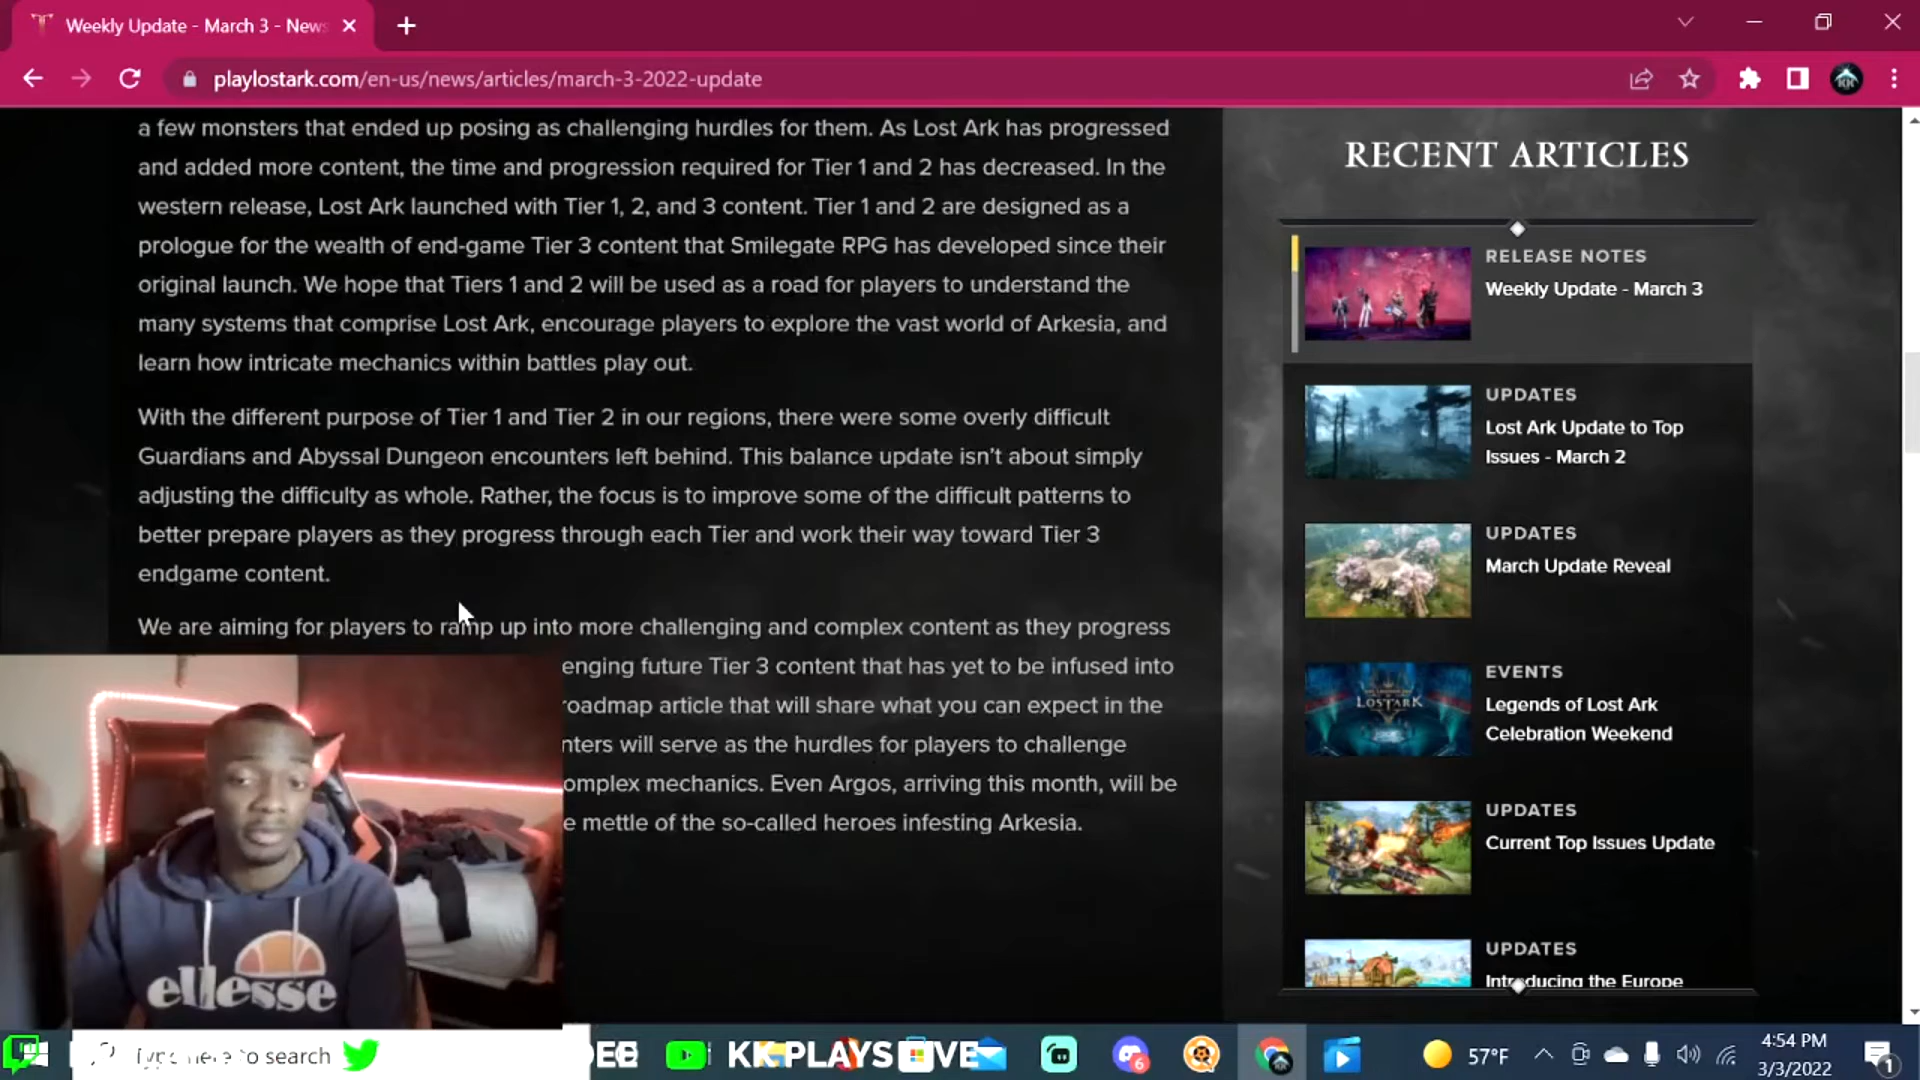 Weekly Update - March 3 - News
playlostark.com/en-us/news/articles/march-3-2022-update
a few monsters that ended up posing as challenging hurdles for them. As Lost Ark has progressed
and added more content, the time and progression required for Tier 1 and 2 has decreased. In the
western release, Lost Ark launched with Tier 1, 2, and 3 content. Tier 1 and 2 are designed as a
prologue for the wealth of end-game Tier 3 content that Smilegate RPG has developed since their
original launch. We hope that Tiers 1 and 2 will be used as a road for players to understand the
many systems that comprise Lost Ark, encourage players to explore the vast world of Arkesia, and
learn how intricate mechanics within battles play out.
With the different purpose of Tier 1 and Tier 2 in our regions, there were some overly difficult
Guardians and Abyssal Dungeon encounters left behind. This balance update isn't about simply
adjusting the difficulty as whole. Rather, the focus is to improve some of the difficult patterns to
better prepare players as they progress through each Tier and work their way toward Tier 3
endgame content.
We are aiming for players to ramp up into more challenging and complex content as they progress
enging future Tier 3 content that has yet to be infused into
roadmap article that will share what you can expect in the
nters will serve as the hurdles for players to challenge
omplex mechanics. Even Argos, arriving this month, will be
e mettle of the so-called heroes infesting Arkesia.
RECENT ARTICLES
RELEASE NOTES
Weekly Update - March 3
UPDATES
Lost Ark Update to Top
Issues - March 2
UPDATES
March Update Reveal
EVENTS
Legends of Lost Ark
Celebration Weekend
LOST ARK
UPDATES
Current Top Issues Update
UPDATES
Introducing the Europe
ellesse
Type here to search
KK PLAYS LIVE
6
57°F
4:54 PM
3/3/2022
1